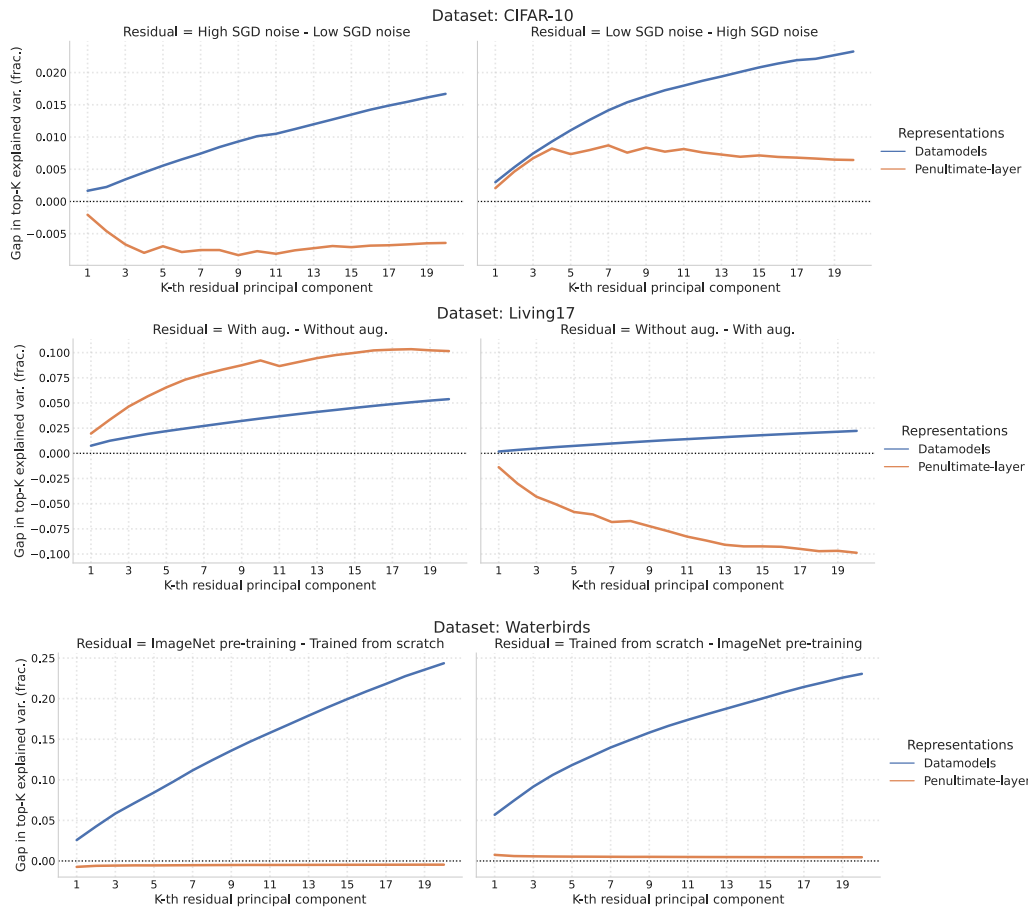 Dataset: CIFAR-10
Residual = High SGD noise - Low SGD noise
Residual = Low SGD noise - High SGD noise
Gap in top-K explained var. (frac.)
0.020
0.015
0.010
0.005
0.000
−0.005
1 3 5 7 9 11 13 15 17 19
1 3 5 7 9 11 13 15 17 19
K-th residual principal component
K-th residual principal component
Representations
Datamodels
Penultimate-layer
Dataset: Living17
Residual = With aug. - Without aug.
Residual = Without aug. - With aug.
Gap in top-K explained var. (frac.)
0.100
0.075
0.050
0.025
0.000
−0.025
−0.050
−0.075
−0.100
1 3 5 7 9 11 13 15 17 19
1 3 5 7 9 11 13 15 17 19
K-th residual principal component
K-th residual principal component
Representations
Datamodels
Penultimate-layer
Dataset: Waterbirds
Residual = ImageNet pre-training - Trained from scratch
Residual = Trained from scratch - ImageNet pre-training
Gap in top-K explained var. (frac.)
0.25
0.20
0.15
0.10
0.05
0.00
1 3 5 7 9 11 13 15 17 19
1 3 5 7 9 11 13 15 17 19
K-th residual principal component
K-th residual principal component
Representations
Datamodels
Penultimate-layer